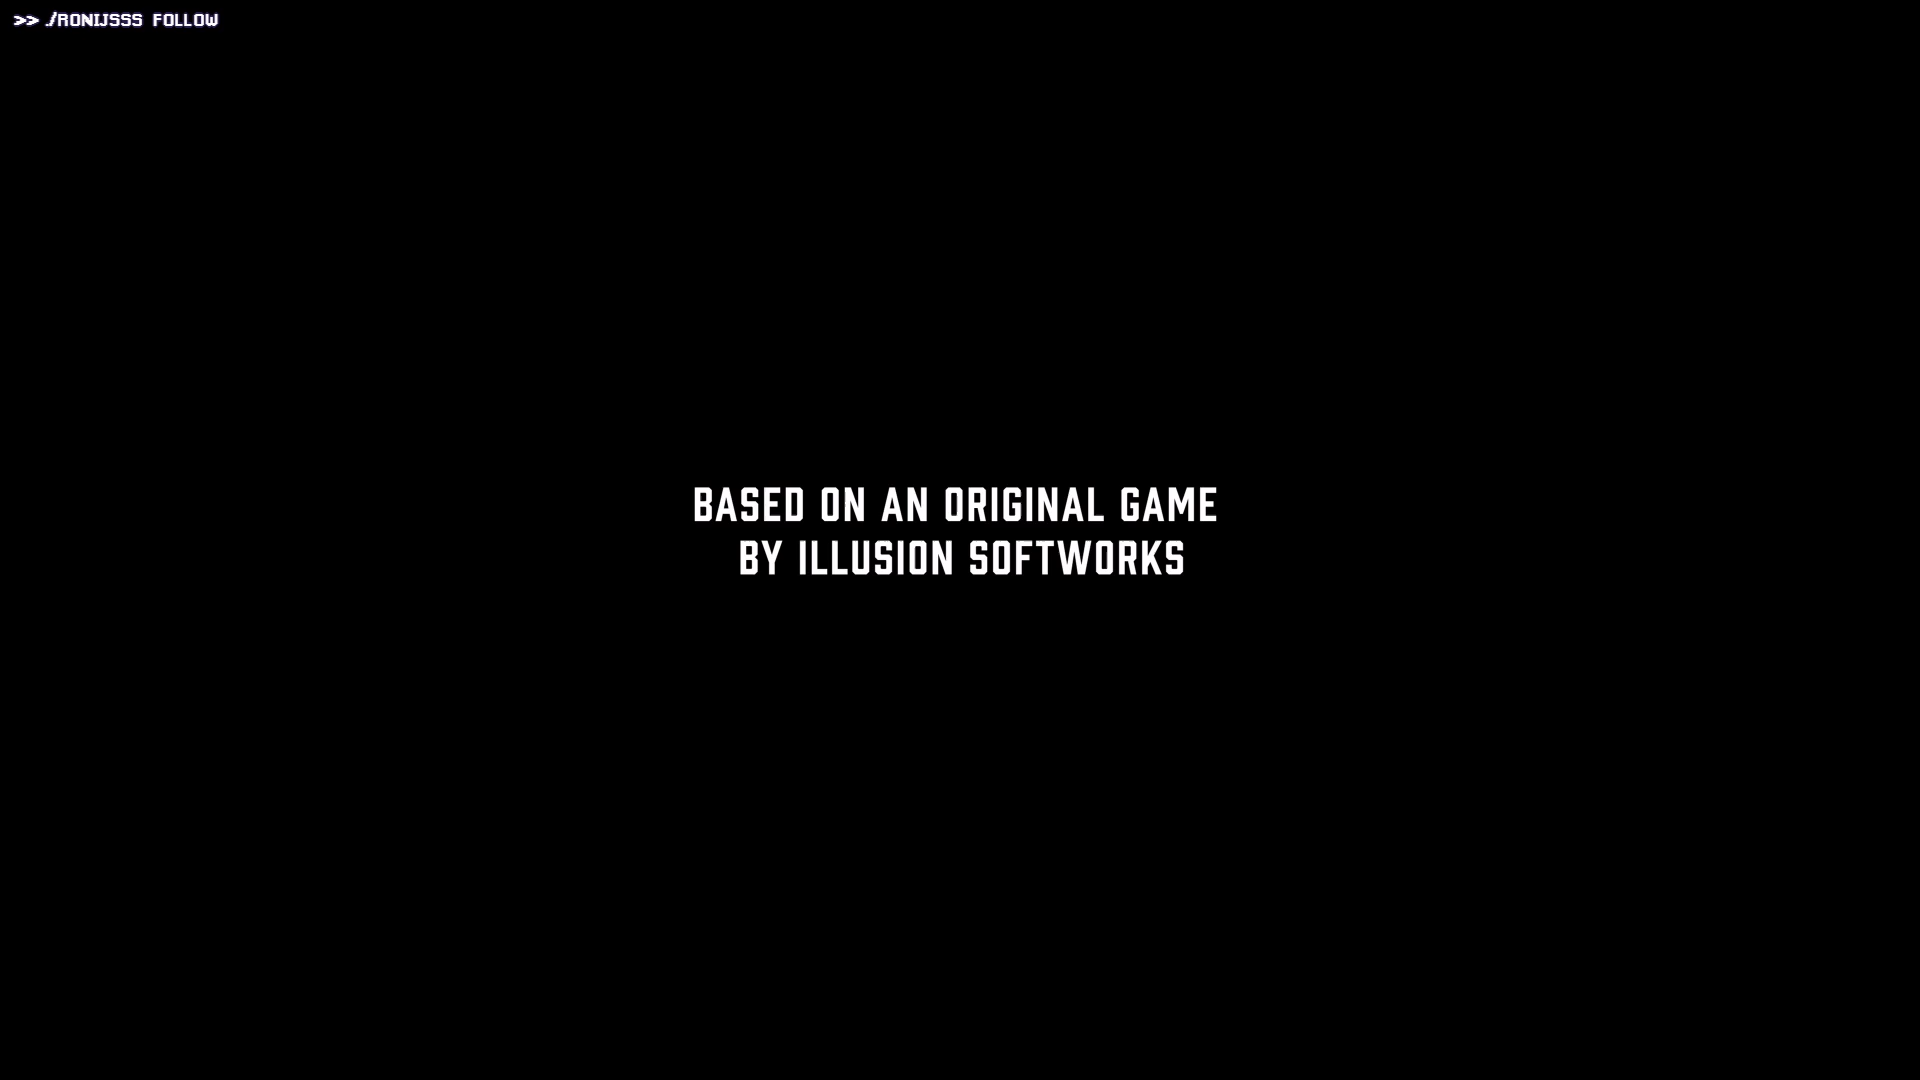 >> ./RONIJSSS FOLLOW
BASED ON AN ORIGINAL GAME
BY ILLUSION SOFTWORKS